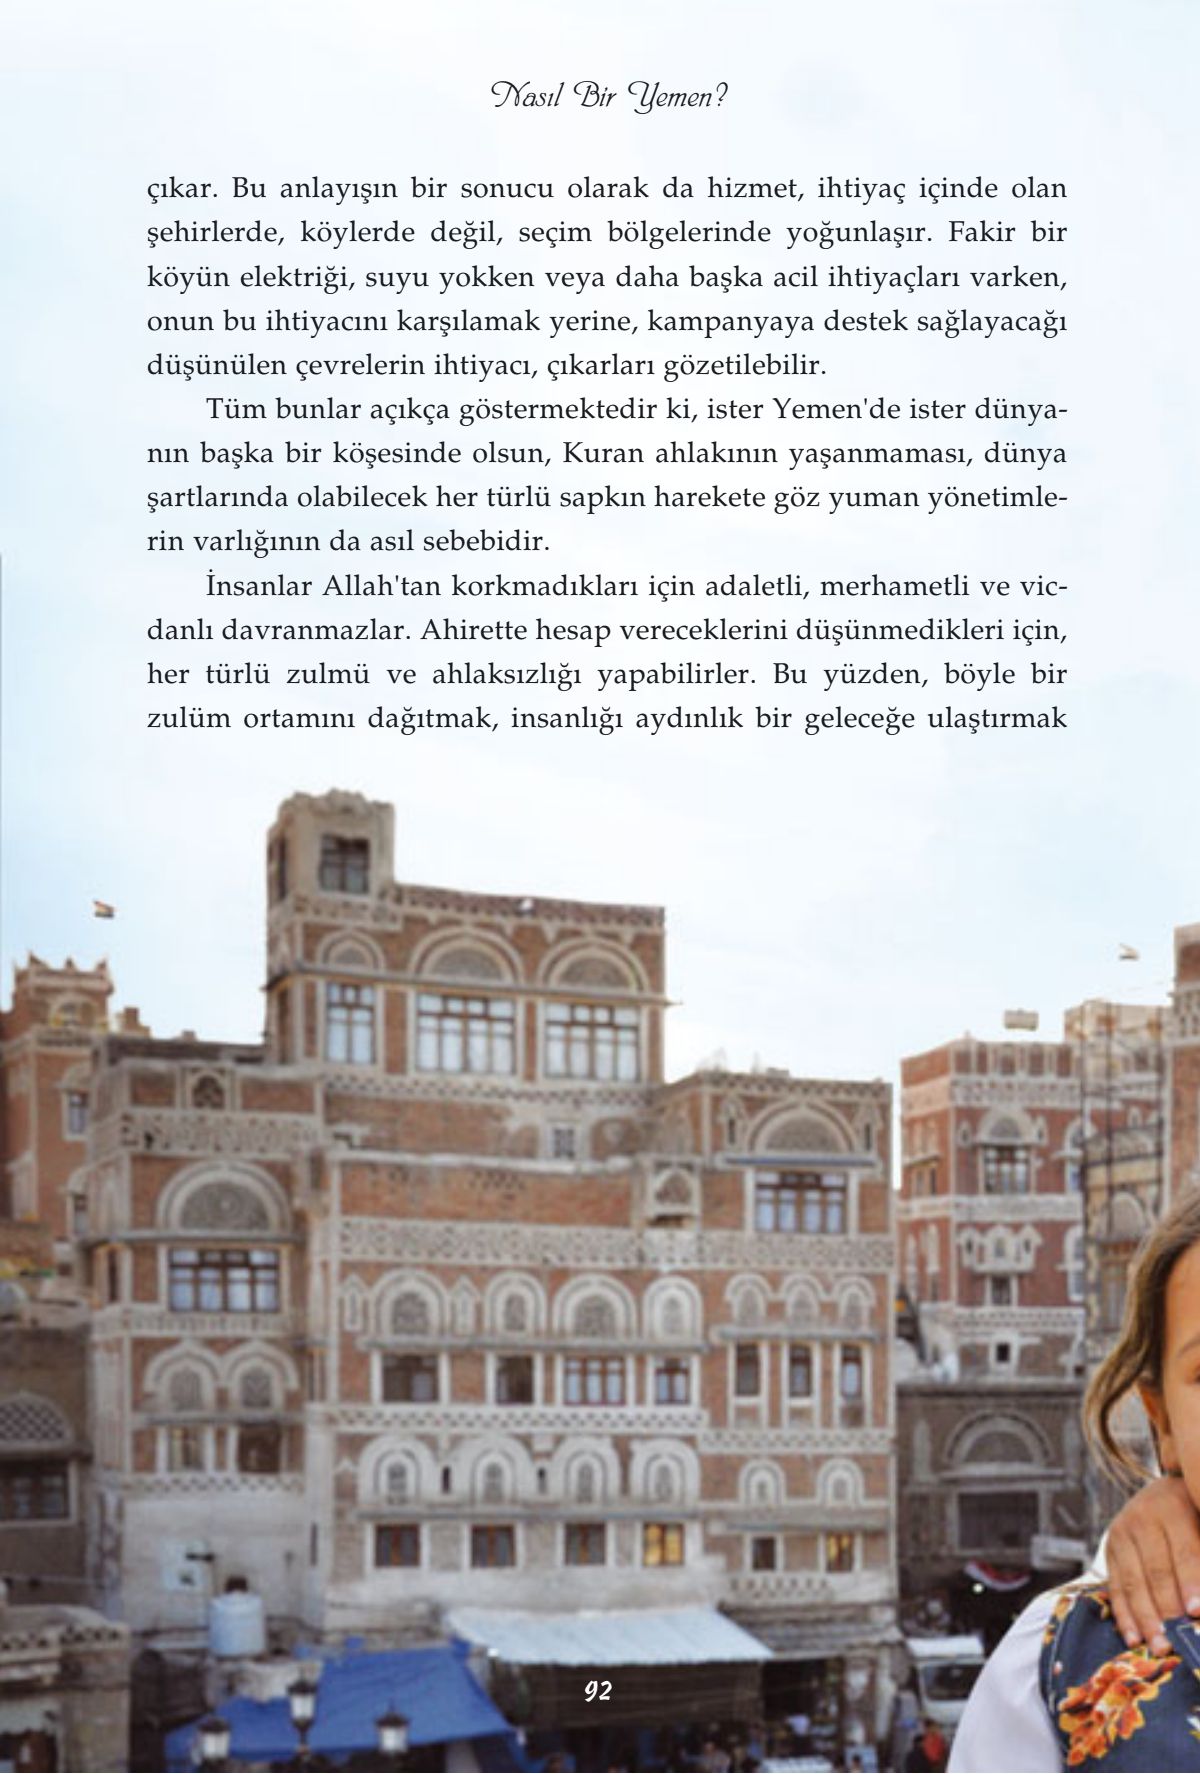 Nasıl Bir Yemen?
çıkar. Bu anlayışın bir sonucu olarak da hizmet, ihtiyaç içinde olan
şehirlerde, köylerde değil, seçim bölgelerinde yoğunlaşır. Fakir bir
köyün elektriği, suyu yokken veya daha başka acil ihtiyaçları varken,
onun bu ihtiyacını karşılamak yerine, kampanyaya destek sağlayacağı
düşünülen çevrelerin ihtiyacı, çıkarları gözetilebilir.
Tüm bunlar açıkça göstermektedir ki, ister Yemen'de ister dünya-
nın başka bir köşesinde olsun, Kuran ahlakının yaşanmaması, dünya
şartlarında olabilecek her türlü sapkın harekete göz yuman yönetimle-
rin varlığının da asıl sebebidir.
İnsanlar Allah'tan korkmadıkları için adaletli, merhametli ve vic-
danlı davranmazlar. Ahirette hesap vereceklerini düşünmedikleri için,
her türlü zulmü ve ahlaksızlığı yapabilirler. Bu yüzden, böyle bir
zulüm ortamını dağıtmak, insanlığı aydınlık bir geleceğe ulaştırmak
92